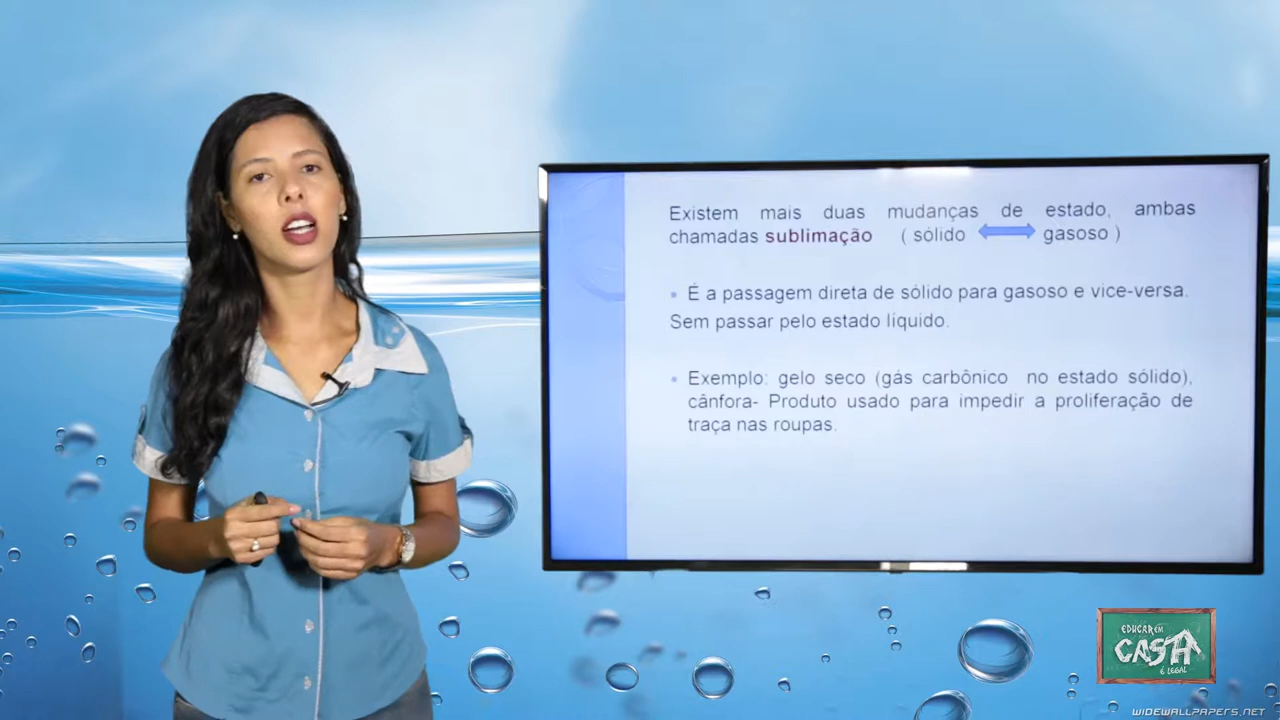 Existem mais duas mudanças de estado, ambas
chamadas sublimação ( sólido gasoso )
• É a passagem direta de sólido para gasoso e vice-versa.
Sem passar pelo estado líquido.
• Exemplo: gelo seco (gás carbônico no estado sólido),
cânfora- Produto usado para impedir a proliferação de
traça nas roupas.
EDUCAR EM
CASA
É LEGAL
WIDEWALLPAPERS.NET